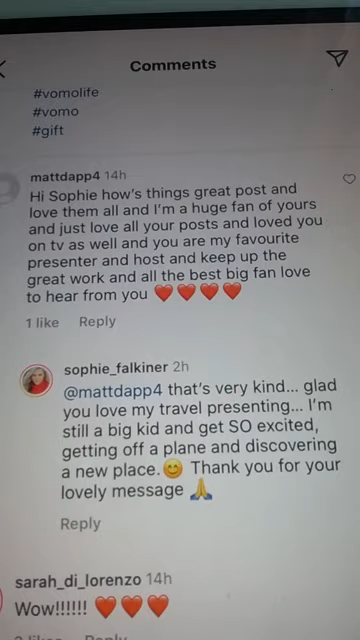 Comments
#vomolife
#vomo
#gift
mattdapp4 14h
Hi Sophie how's things great post and
love them all and I'm a huge fan of yours
and just love all your posts and loved you
on tv as well and you are my favourite
presenter and host and keep up the
great work and all the best big fan love
to hear from you ❤️❤️❤️❤️
1 like Reply
sophie_falkiner 2h
@mattdapp4 that's very kind... glad
you love my travel presenting... I'm
still a big kid and get SO excited,
getting off a plane and discovering
a new place.😊 Thank you for your
lovely message 🙏
Reply
sarah_di_lorenzo 14h
Wow!!!!!! ❤️❤️❤️